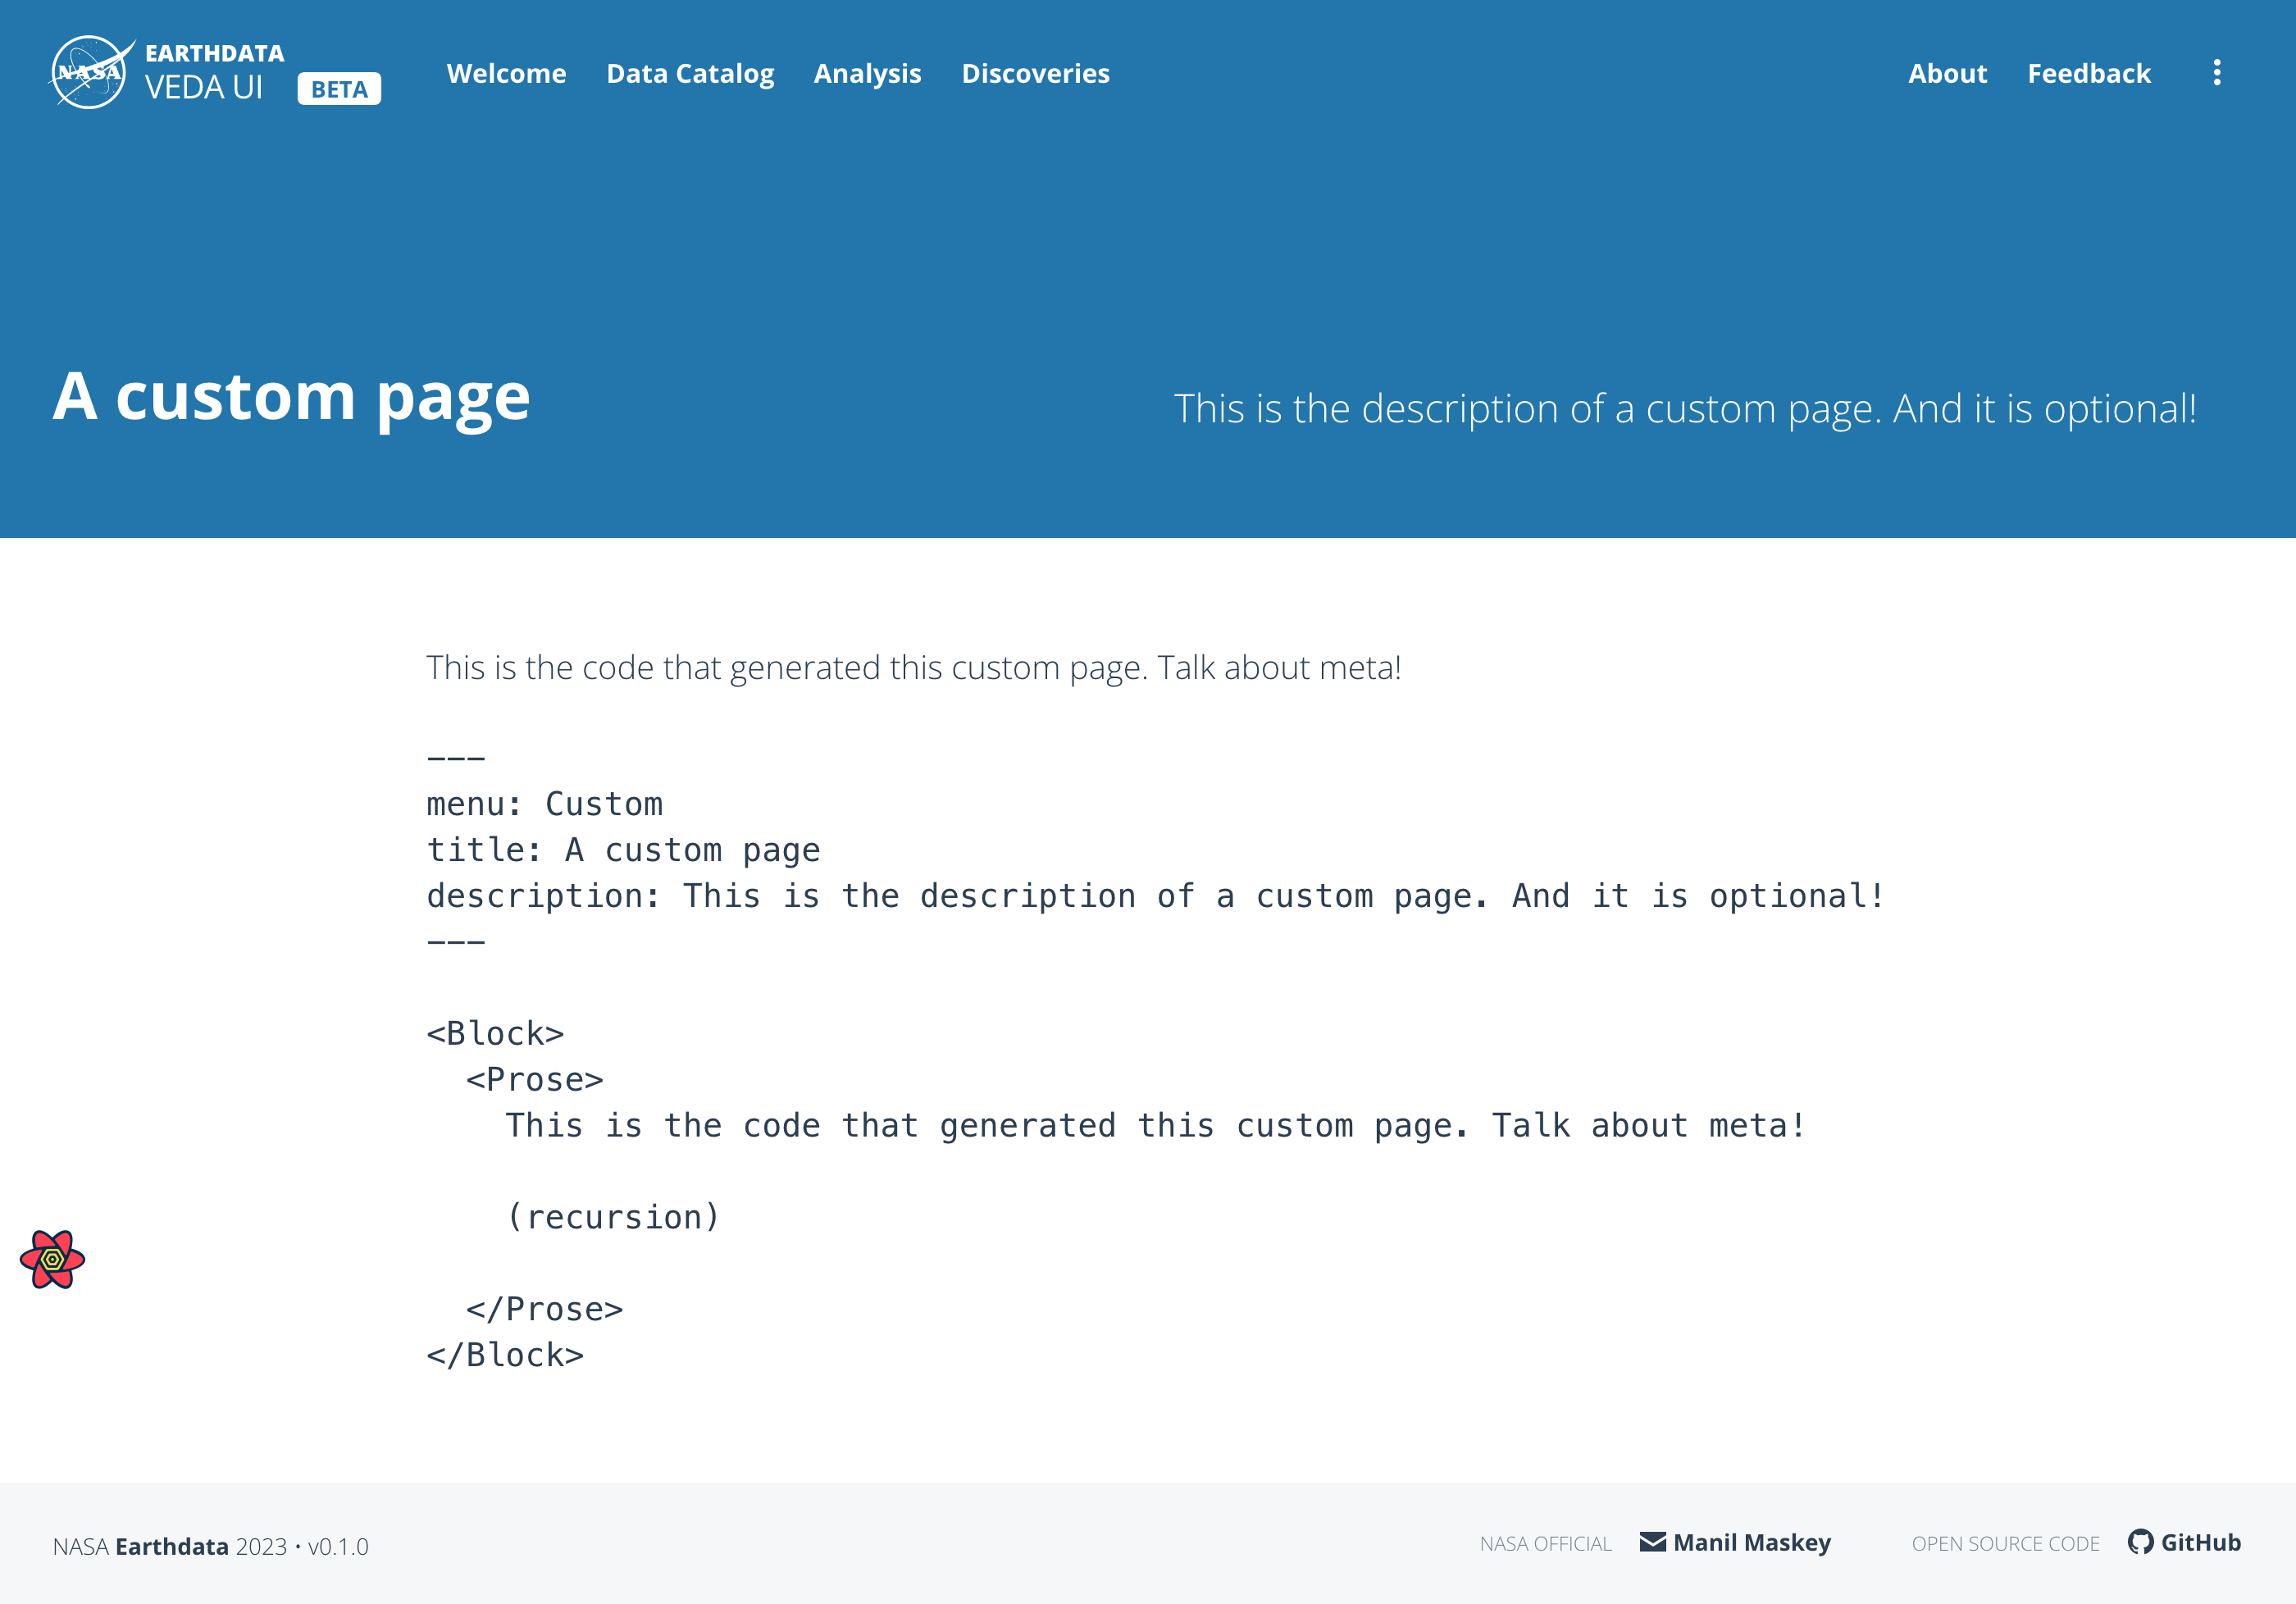 NASA
EARTHDATA
VEDA UI BETA
Welcome Data Catalog Analysis Discoveries About Feedback
A custom page
This is the description of a custom page. And it is optional!
This is the code that generated this custom page. Talk about meta!
---
menu: Custom
title: A custom page
description: This is the description of a custom page. And it is optional!
---
<Block>
  <Prose>
    This is the code that generated this custom page. Talk about meta!
    (recursion)
  </Prose>
</Block>
NASA Earthdata 2023 • v0.1.0
NASA OFFICIAL Manil Maskey OPEN SOURCE CODE GitHub